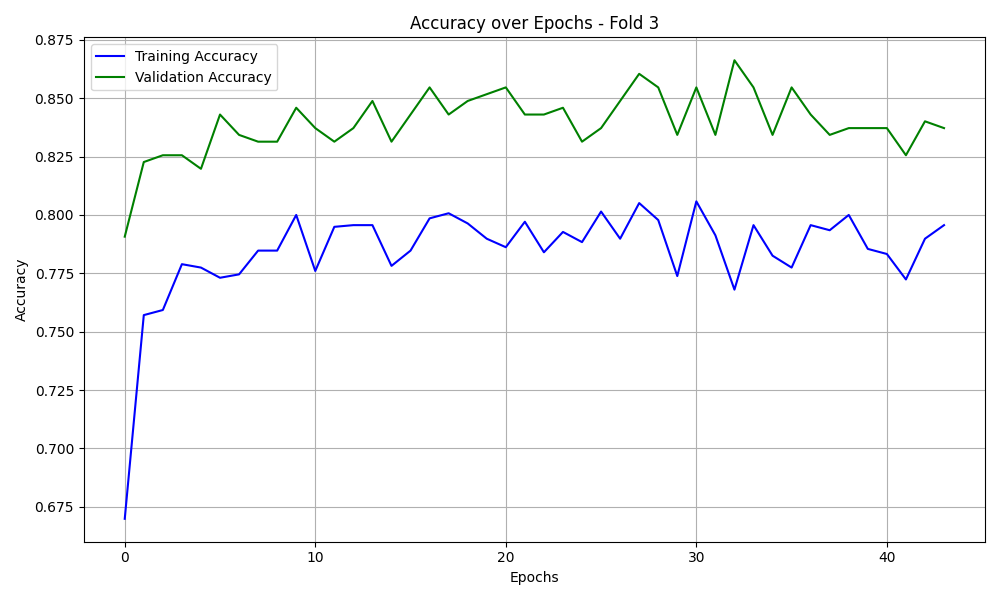 Accuracy over Epochs - Fold 3
Training Accuracy
Validation Accuracy
0.875
0.850
0.825
0.800
0.775
0.750
0.725
0.700
0.675
Accuracy
0
10
20
30
40
Epochs